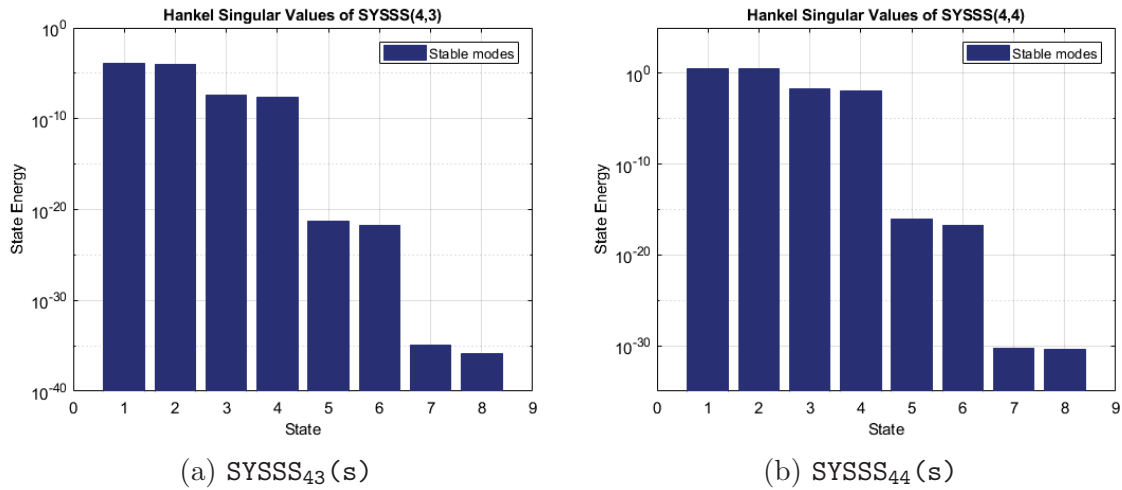 Hankel Singular Values of SYSSS(4,3)
Stable modes
State Energy
10^0
10^-10
10^-20
10^-30
10^-40
0 1 2 3 4 5 6 7 8 9
State
(a) SYSSS_43(s)
Hankel Singular Values of SYSSS(4,4)
Stable modes
State Energy
10^0
10^-10
10^-20
10^-30
0 1 2 3 4 5 6 7 8 9
State
(b) SYSSS_44(s)